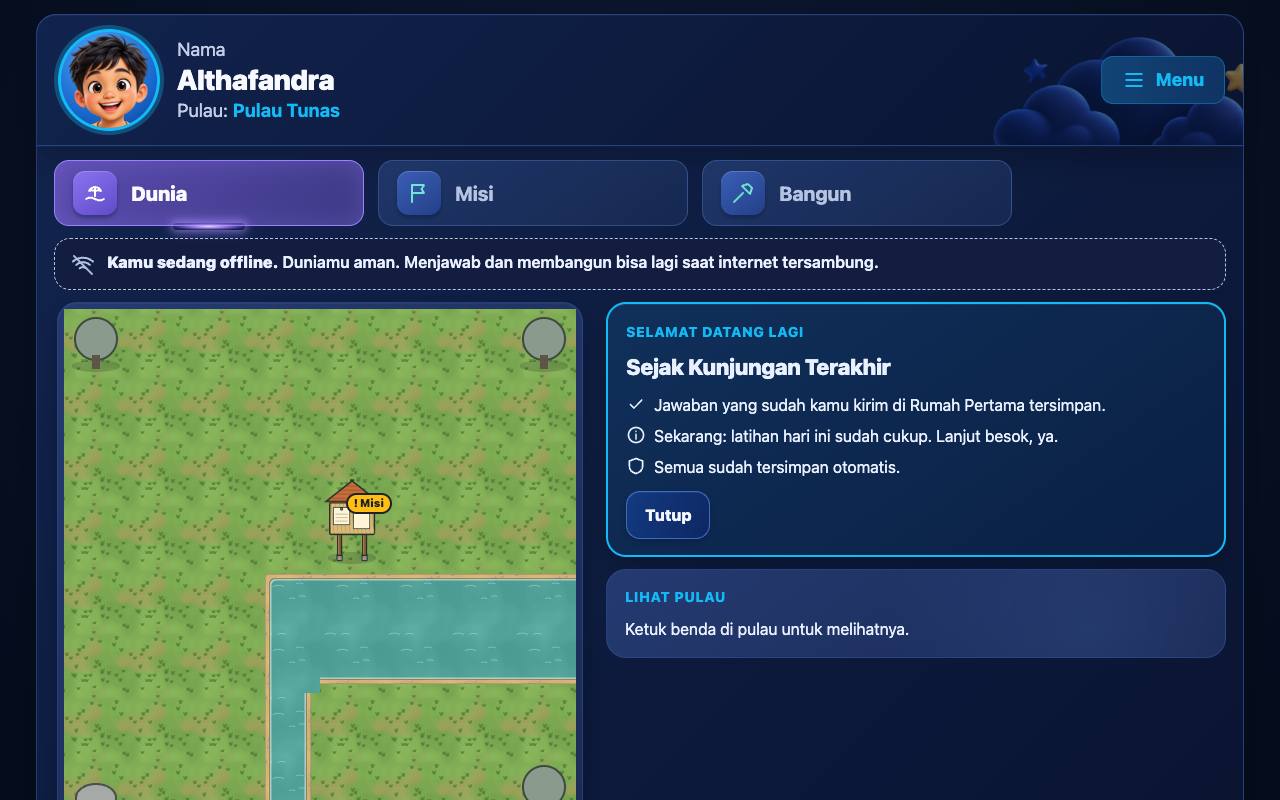 Nama
Althafandra
Pulau: Pulau Tunas
Menu
Dunia
Misi
Bangun
Kamu sedang offline. Duniamu aman. Menjawab dan membangun bisa lagi saat internet tersambung.
! Misi
SELAMAT DATANG LAGI
Sejak Kunjungan Terakhir
Jawaban yang sudah kamu kirim di Rumah Pertama tersimpan.
Sekarang: latihan hari ini sudah cukup. Lanjut besok, ya.
Semua sudah tersimpan otomatis.
Tutup
LIHAT PULAU
Ketuk benda di pulau untuk melihatnya.